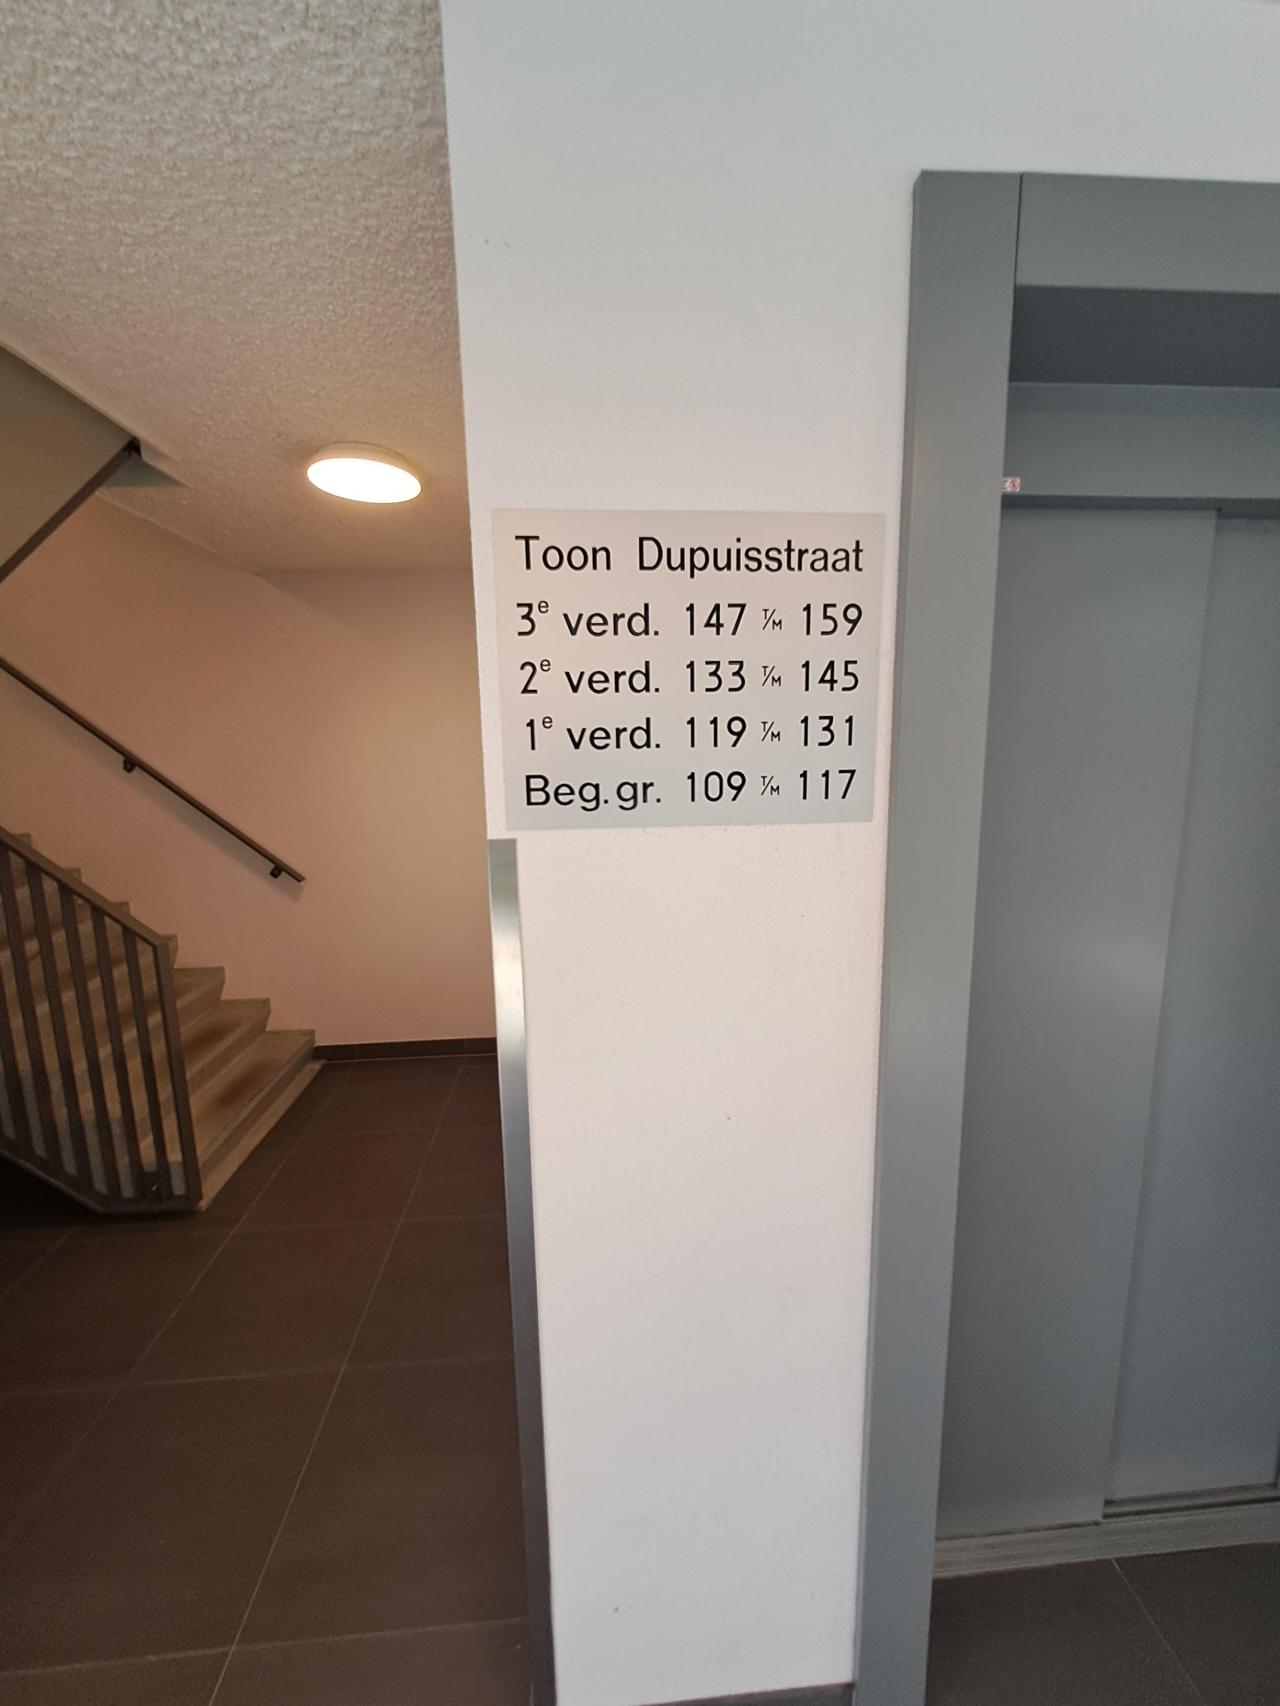 Toon Dupuisstraat
3e verd. 147 T/M 159
2e verd. 133 T/M 145
1e verd. 119 T/M 131
Beg.gr. 109 T/M 117